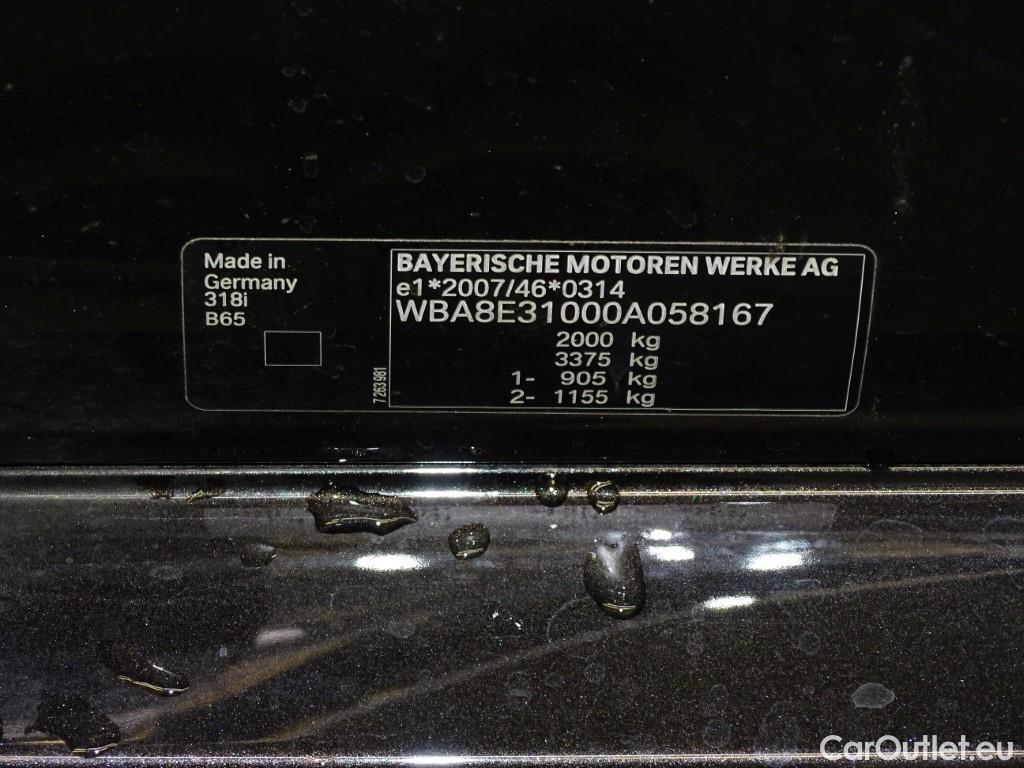 Made in
Germany
318i
B65
7 263 981
BAYERISCHE MOTOREN WERKE AG
e1*2007/46*0314
WBA8E31000A058167
2000 kg
3375 kg
1- 905 kg
2- 1155 kg
CarOutlet.eu